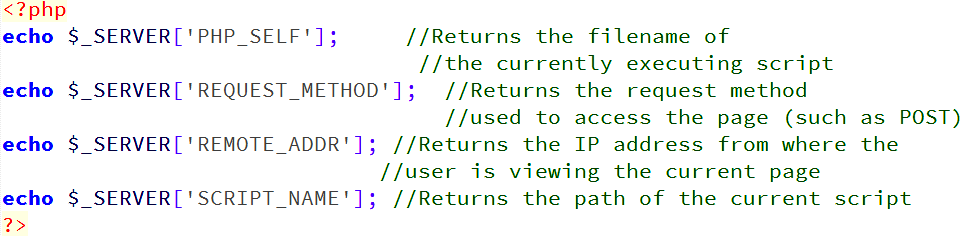 <?php
echo $_SERVER['PHP_SELF'];     //Returns the filename of
                               //the currently executing script
echo $_SERVER['REQUEST_METHOD'];  //Returns the request method
                                 //used to access the page (such as POST)
echo $_SERVER['REMOTE_ADDR']; //Returns the IP address from where the
                            //user is viewing the current page
echo $_SERVER['SCRIPT_NAME']; //Returns the path of the current script
?>